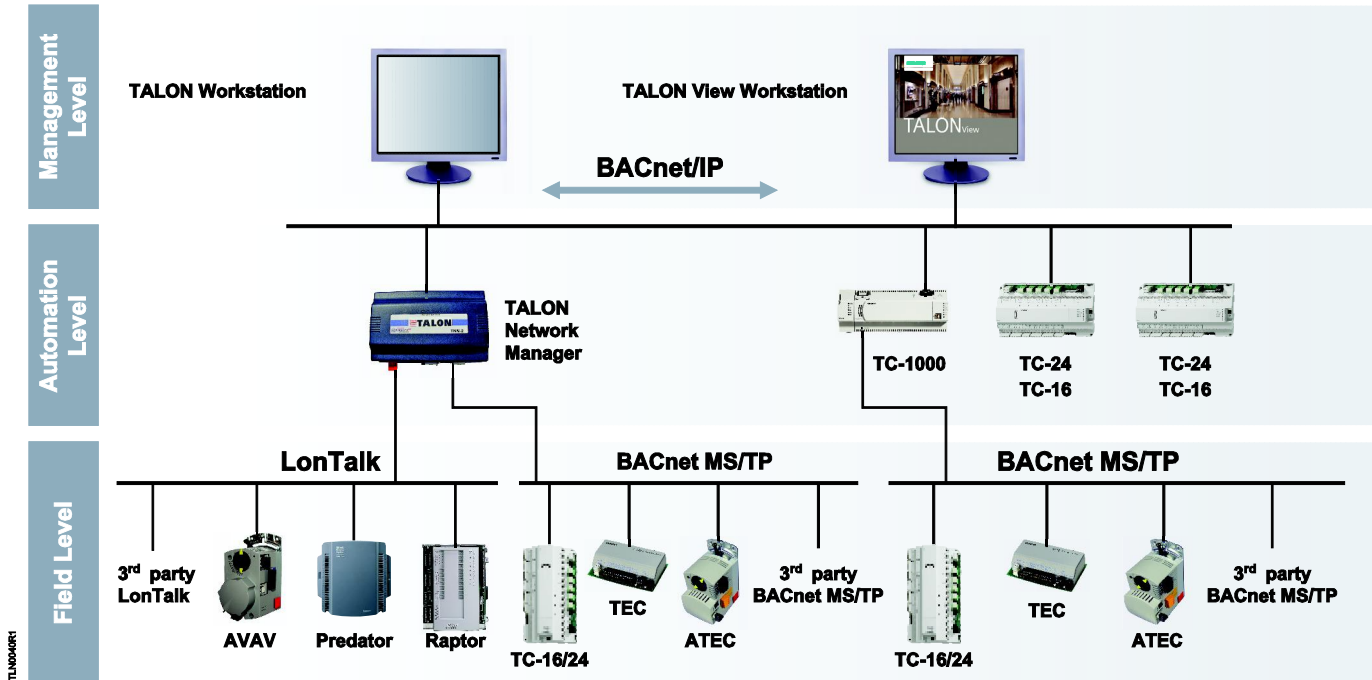 Management
Level
TALON Workstation
TALON View Workstation
TALONView
BACnet/IP
Automation
Level
TALON
TALON
Network
Manager
TC-1000
TC-24
TC-16
TC-24
TC-16
Field Level
LonTalk
BACnet MS/TP
BACnet MS/TP
3rd party
LonTalk
AVAV
Predator
Raptor
TC-16/24
TEC
ATEC
3rd party
BACnet MS/TP
TC-16/24
TEC
ATEC
3rd party
BACnet MS/TP
TLN0040R1